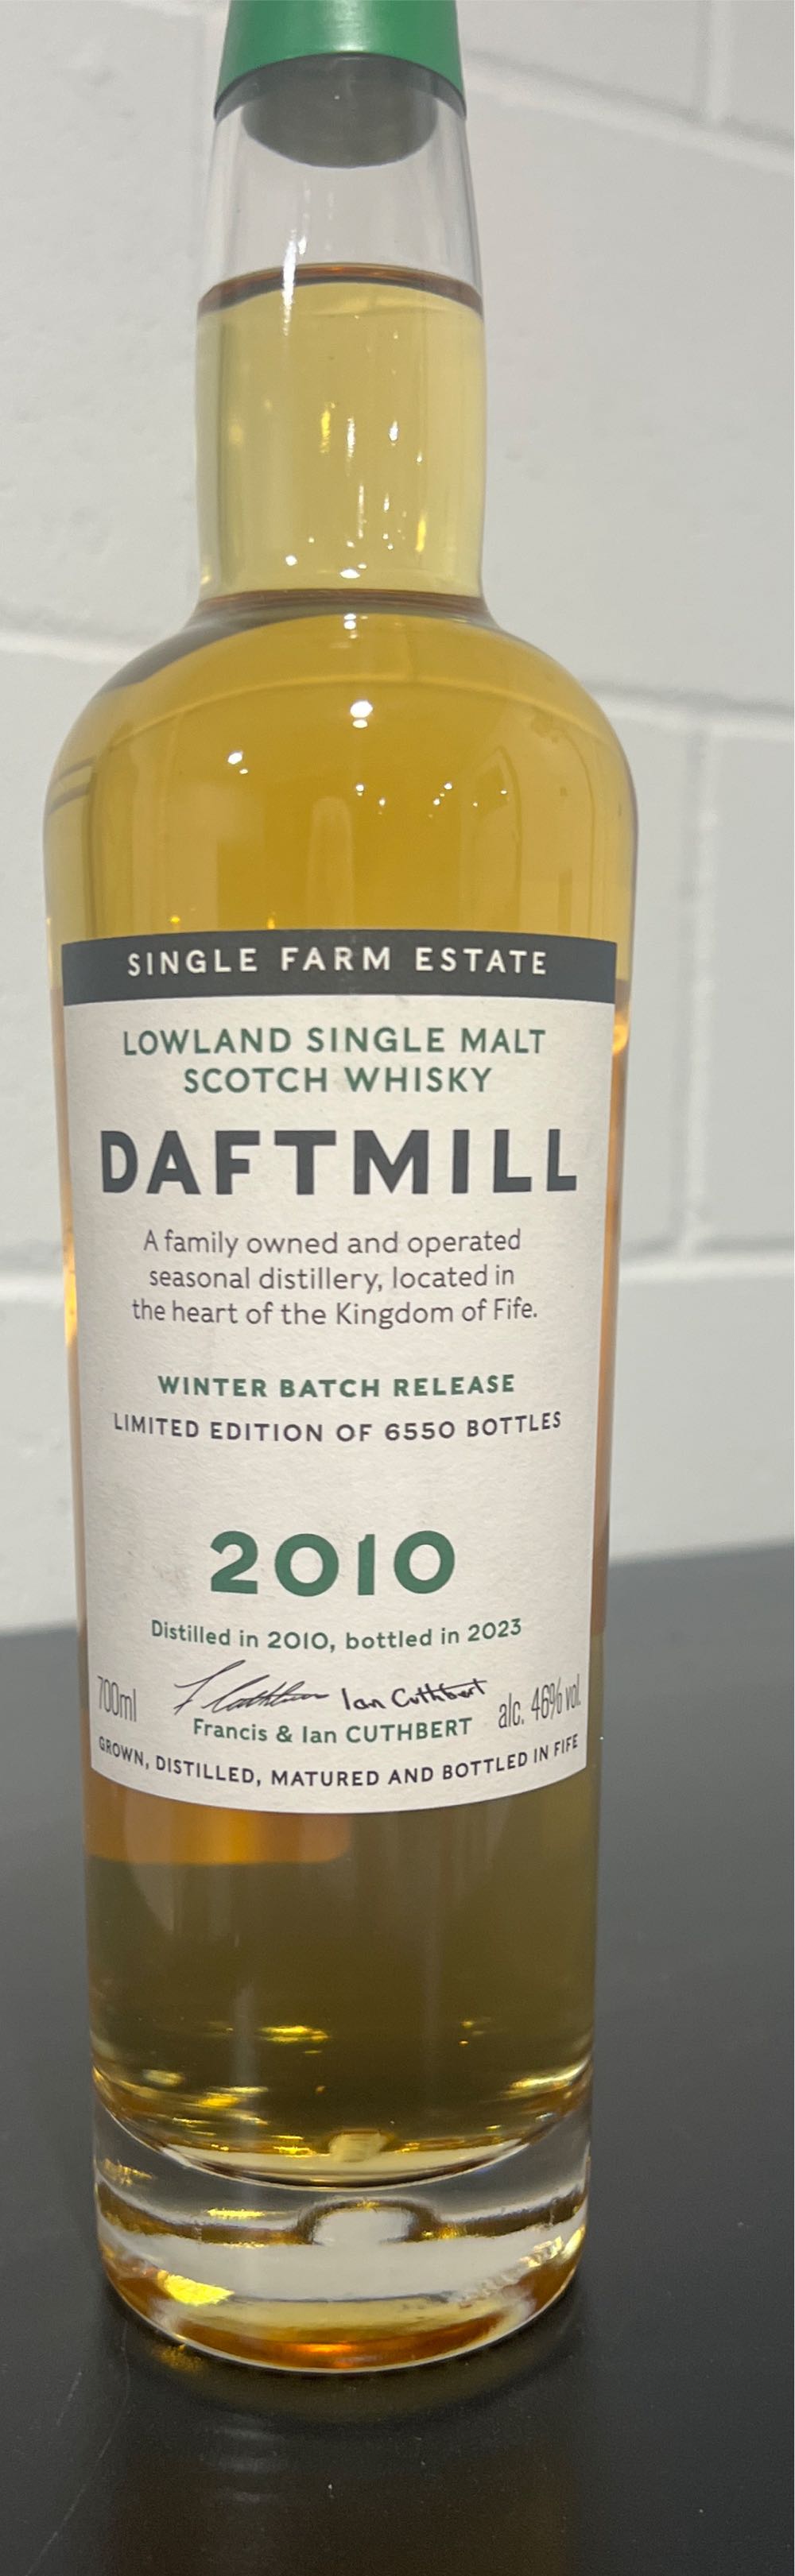 SINGLE FARM ESTATE
LOWLAND SINGLE MALT
SCOTCH WHISKY
DAFTMILL
A family owned and operated
seasonal distillery, located in
the heart of the Kingdom of Fife.
WINTER BATCH RELEASE
LIMITED EDITION OF 6550 BOTTLES
2010
Distilled in 2010, bottled in 2023
700ml Ian Cuthbert alc. 46% vol.
Francis & Ian CUTHBERT
GROWN, DISTILLED, MATURED AND BOTTLED IN FIFE